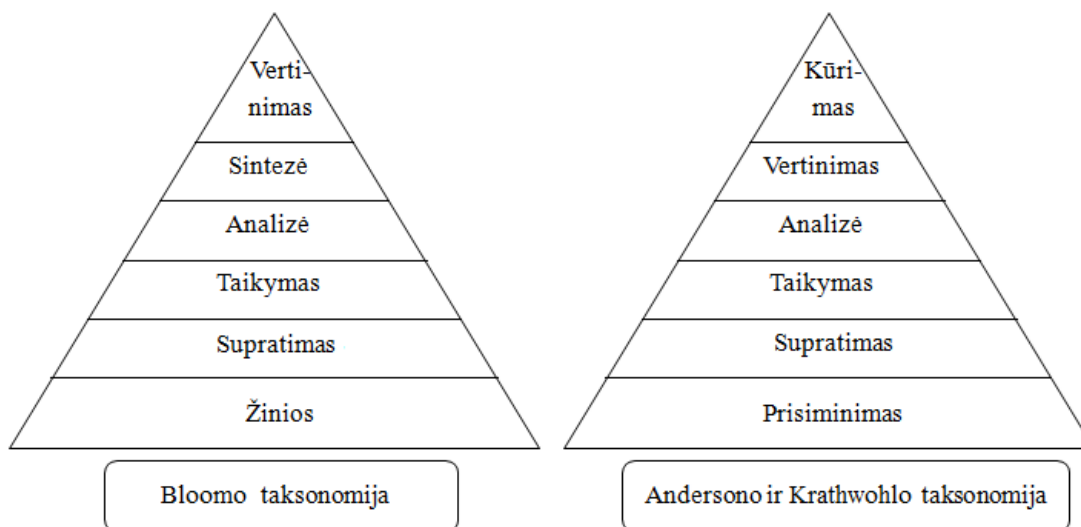 Verti-
nimas
Sintezė
Analizė
Taikymas
Supratimas
Žinios
Bloomo taksonomija
Kūri-
mas
Vertinimas
Analizė
Taikymas
Supratimas
Prisiminimas
Andersono ir Krathwohlo taksonomija